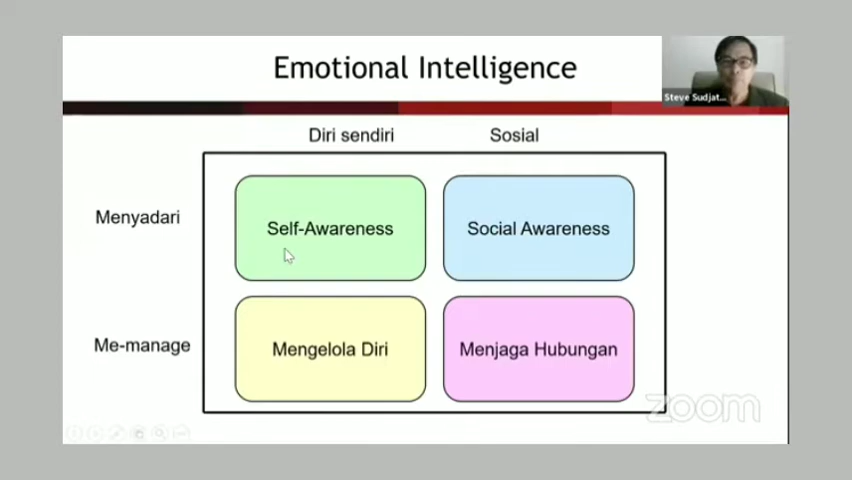 Emotional Intelligence
Steve Sudjat...
Diri sendiri
Sosial
Menyadari
Self-Awareness
Social Awareness
Me-manage
Mengelola Diri
Menjaga Hubungan
zoom